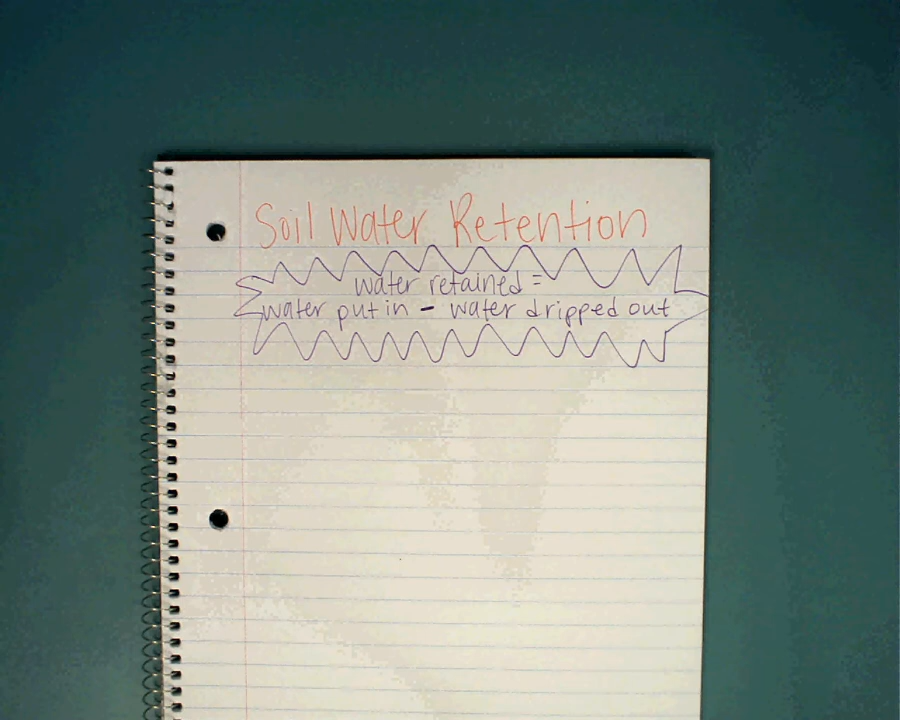 Soil Water Retention
water retained =
water put in - water dripped out